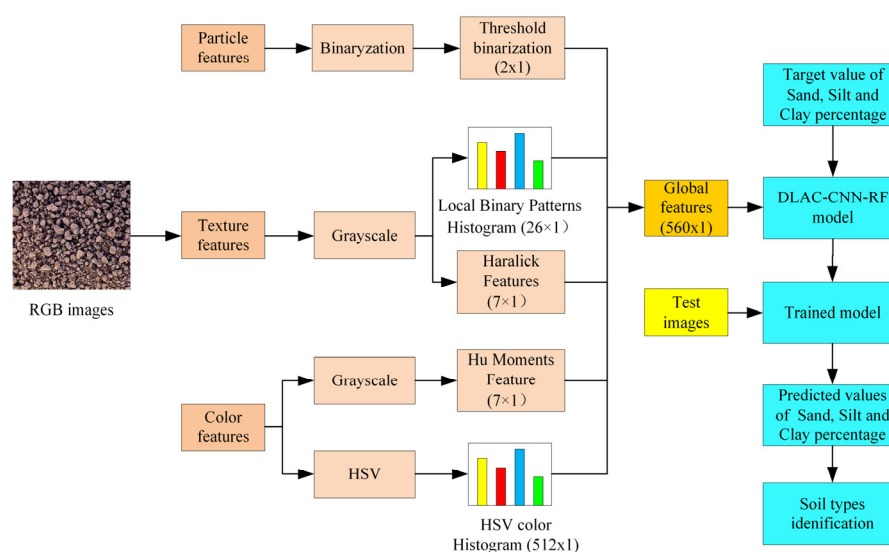 Particle
features
Binaryzation
Threshold
binarization
(2x1)
Target value of
Sand, Silt and
Clay percentage
Local Binary Patterns
Histogram (26×1)
Texture
features
Grayscale
Haralick
Features
(7×1)
RGB images
Global
features
(560x1)
DLAC-CNN-RF
model
Test
images
Trained model
Color
features
Grayscale
Hu Moments
Feature
(7×1)
Predicted values
of Sand, Silt and
Clay percentage
HSV
HSV color
Histogram (512x1)
Soil types
idenification